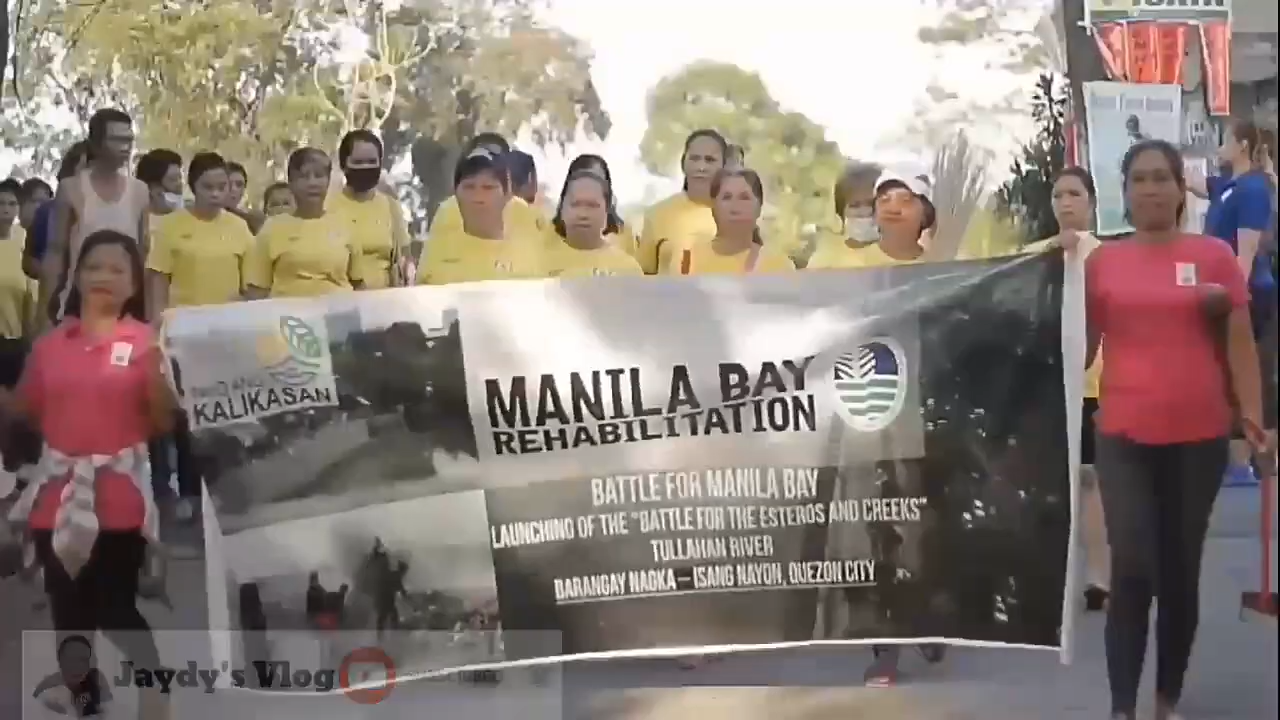 KALIKASAN
MANILA BAY
REHABILITATION
BATTLE FOR MANILA BAY
LAUNCHING OF THE "BATTLE FOR THE ESTEROS AND CREEKS"
TULLAHAN RIVER
BARANGAY NAGKA – ISANG NAYON, QUEZON CITY
Jaydy's Vlog